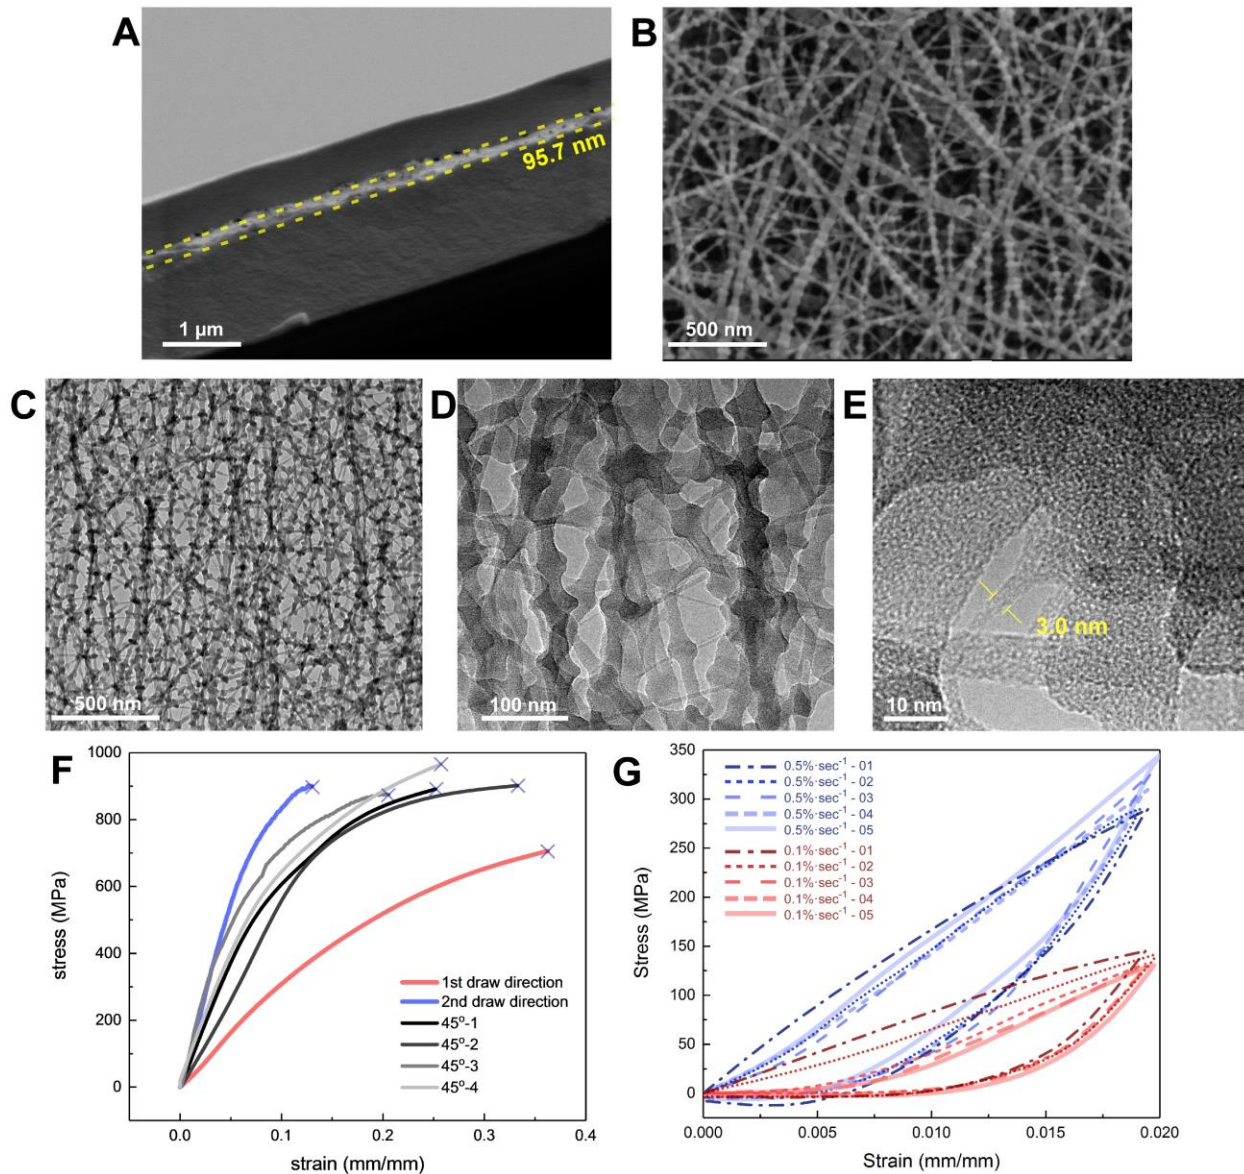 A
95.7 nm
1 µm
B
500 nm
C
500 nm
D
100 nm
E
3.0 nm
10 nm
F
1000
800
600
400
200
0
stress (MPa)
1st draw direction
2nd draw direction
45º-1
45º-2
45º-3
45º-4
0.0
0.1
0.2
0.3
0.4
strain (mm/mm)
G
350
300
250
200
150
100
50
0
Stress (MPa)
0.5%·sec⁻¹ - 01
0.5%·sec⁻¹ - 02
0.5%·sec⁻¹ - 03
0.5%·sec⁻¹ - 04
0.5%·sec⁻¹ - 05
0.1%·sec⁻¹ - 01
0.1%·sec⁻¹ - 02
0.1%·sec⁻¹ - 03
0.1%·sec⁻¹ - 04
0.1%·sec⁻¹ - 05
0.000
0.005
0.010
0.015
0.020
Strain (mm/mm)